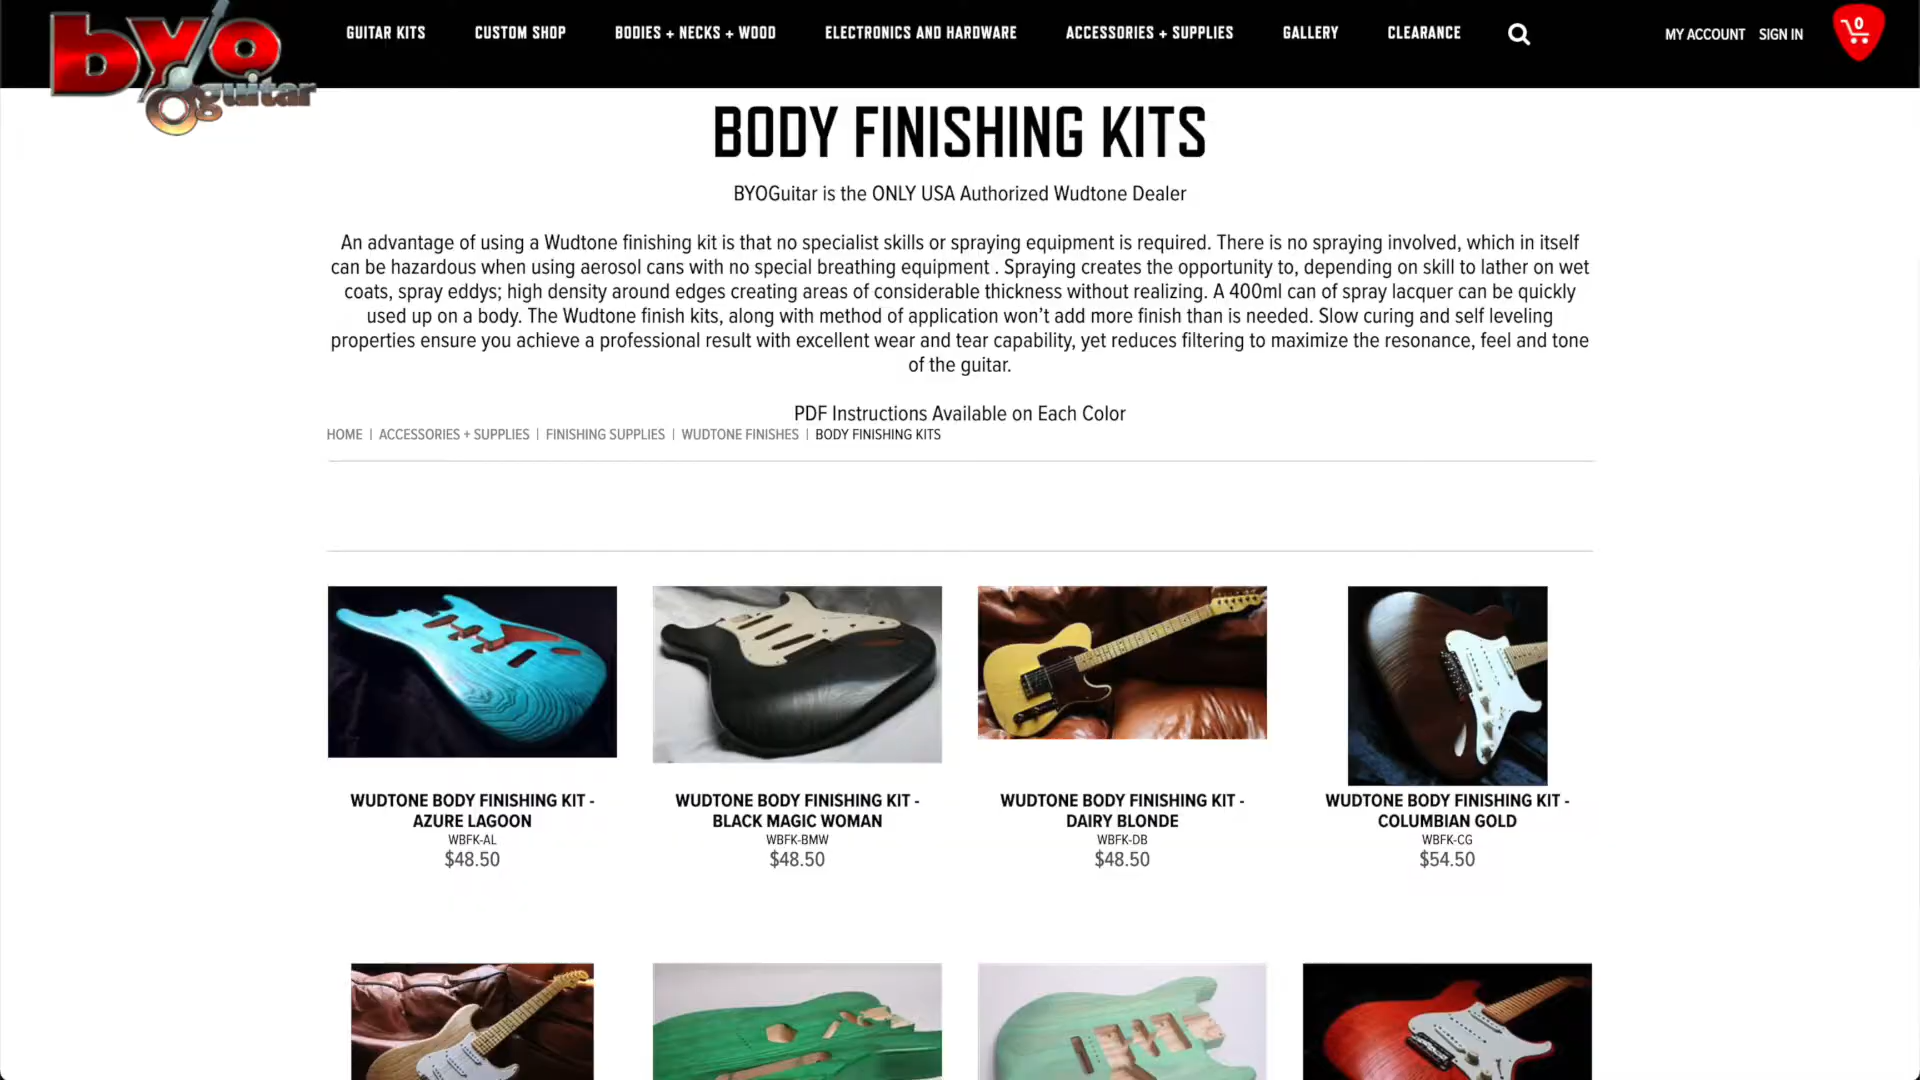 byo
guitar
GUITAR KITS
CUSTOM SHOP
BODIES + NECKS + WOOD
ELECTRONICS AND HARDWARE
ACCESSORIES + SUPPLIES
GALLERY
CLEARANCE
MY ACCOUNT
SIGN IN
0
BODY FINISHING KITS
BYOGuitar is the ONLY USA Authorized Wudtone Dealer
An advantage of using a Wudtone finishing kit is that no specialist skills or spraying equipment is required. There is no spraying involved, which in itself
can be hazardous when using aerosol cans with no special breathing equipment . Spraying creates the opportunity to, depending on skill to lather on wet
coats, spray eddys; high density around edges creating areas of considerable thickness without realizing. A 400ml can of spray lacquer can be quickly
used up on a body. The Wudtone finish kits, along with method of application won't add more finish than is needed. Slow curing and self leveling
properties ensure you achieve a professional result with excellent wear and tear capability, yet reduces filtering to maximize the resonance, feel and tone
of the guitar.
PDF Instructions Available on Each Color
HOME | ACCESSORIES + SUPPLIES | FINISHING SUPPLIES | WUDTONE FINISHES | BODY FINISHING KITS
WUDTONE BODY FINISHING KIT -
AZURE LAGOON
WBFK-AL
$48.50
WUDTONE BODY FINISHING KIT -
BLACK MAGIC WOMAN
WBFK-BMW
$48.50
WUDTONE BODY FINISHING KIT -
DAIRY BLONDE
WBFK-DB
$48.50
WUDTONE BODY FINISHING KIT -
COLUMBIAN GOLD
WBFK-CG
$54.50